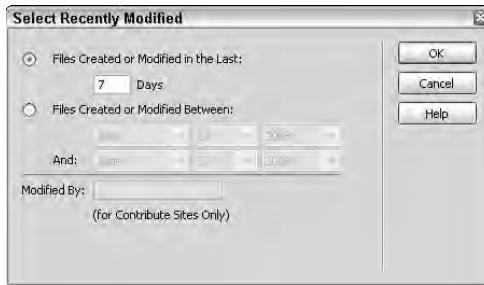 Select Recently Modified
Files Created or Modified in the Last:
7 Days
Files Created or Modified Between:
And: June
Modified By:
(for Contribute Sites Only)
OK
Cancel
Help